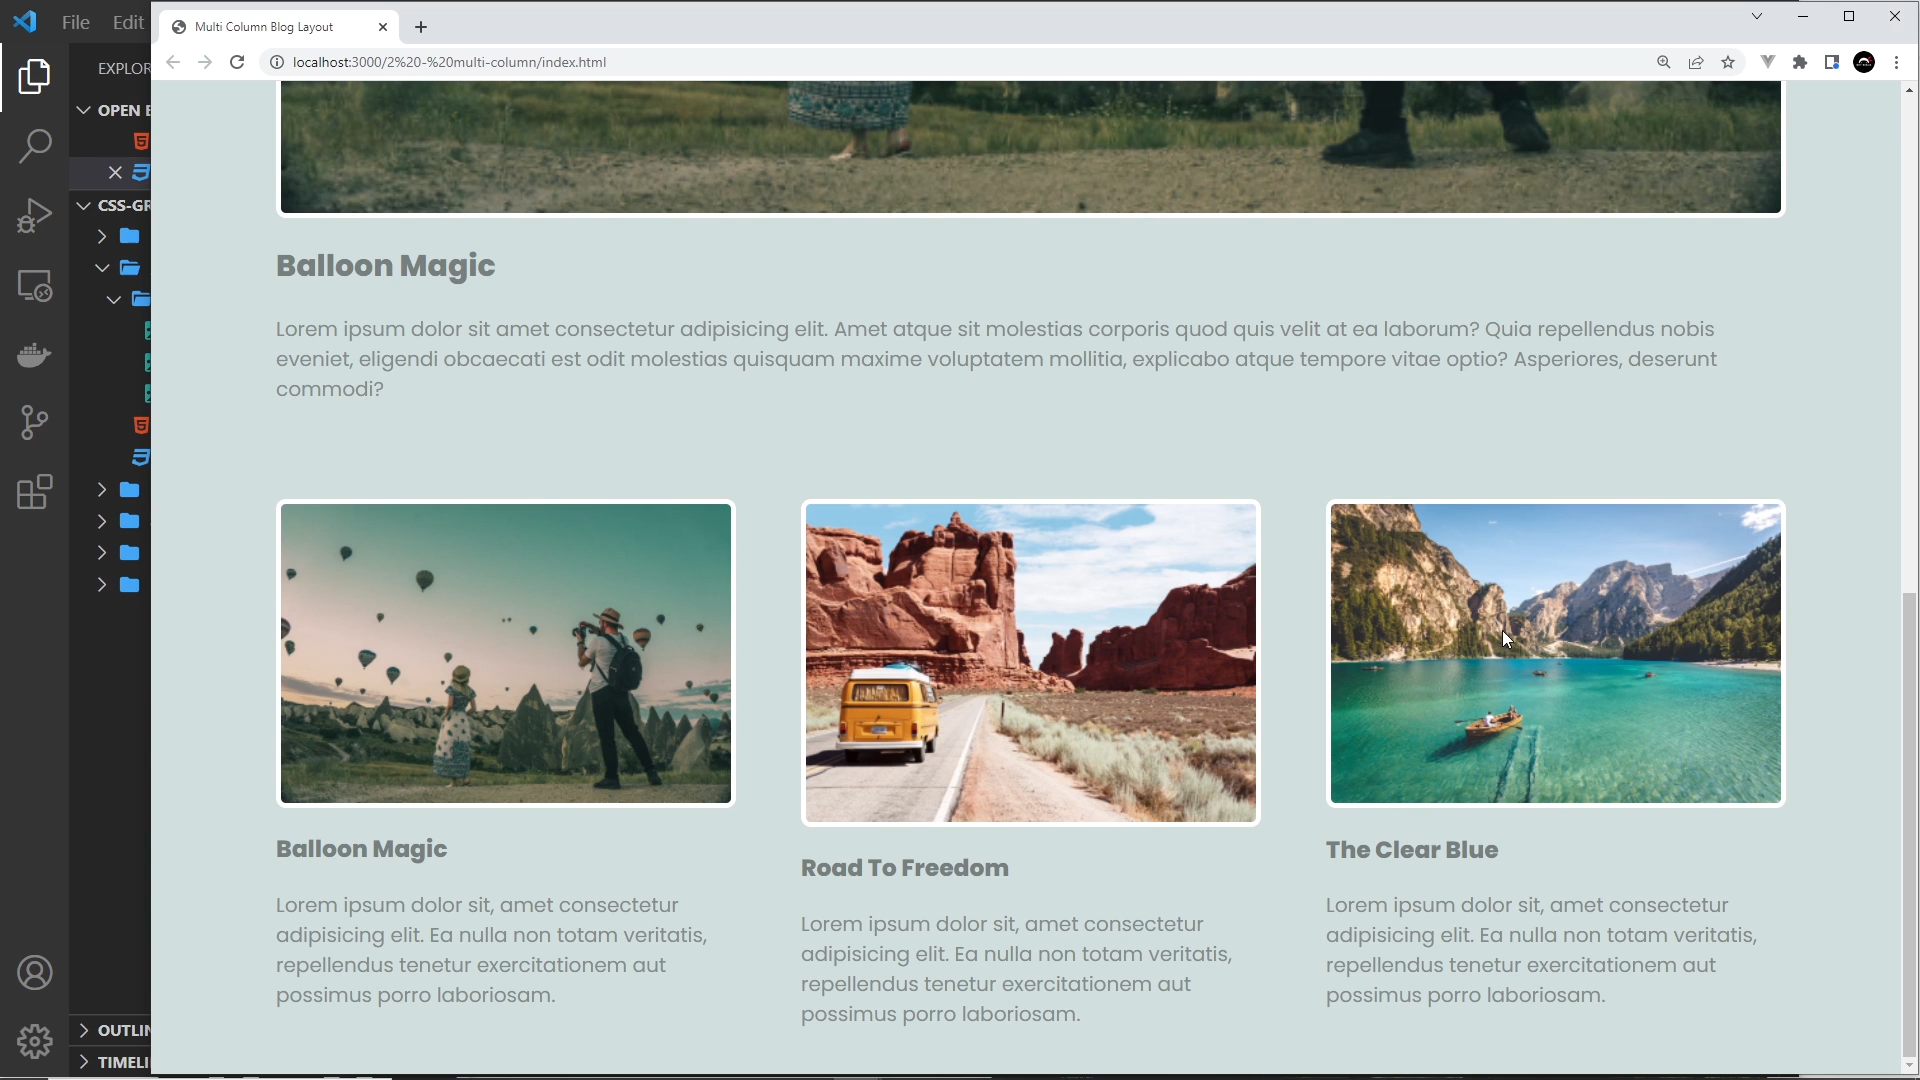 File Edit
Multi Column Blog Layout
localhost:3000/2%20-%20multi-column/index.html
EXPLOR
OPEN E
CSS-GR
OUTLIN
TIMELI
Balloon Magic
Lorem ipsum dolor sit amet consectetur adipisicing elit. Amet atque sit molestias corporis quod quis velit at ea laborum? Quia repellendus nobis
eveniet, eligendi obcaecati est odit molestias quisquam maxime voluptatem mollitia, explicabo atque tempore vitae optio? Asperiores, deserunt
commodi?
Balloon Magic
Lorem ipsum dolor sit, amet consectetur
adipisicing elit. Ea nulla non totam veritatis,
repellendus tenetur exercitationem aut
possimus porro laboriosam.
Road To Freedom
Lorem ipsum dolor sit, amet consectetur
adipisicing elit. Ea nulla non totam veritatis,
repellendus tenetur exercitationem aut
possimus porro laboriosam.
The Clear Blue
Lorem ipsum dolor sit, amet consectetur
adipisicing elit. Ea nulla non totam veritatis,
repellendus tenetur exercitationem aut
possimus porro laboriosam.